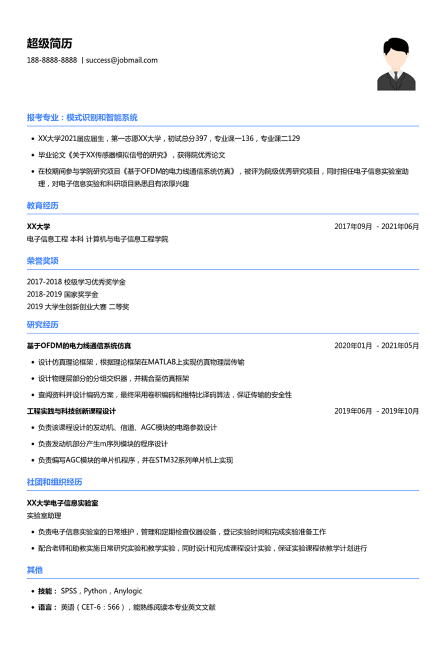 超级简历
188-8888-8888 | success@jobmail.com
报考专业：模式识别和智能系统
• XX大学2021届应届生，第一志愿XX大学，初试总分397，专业课一136，专业课二129
• 毕业论文《关于XX传感器模拟信号的研究》，获得院优秀论文
• 在校期间参与学院研究项目《基于OFDM的电力线通信系统仿真》，被评为院级优秀研究项目，同时担任电子信息实验室助
理，对电子信息实验和科研项目熟悉且有浓厚兴趣
教育经历
XX大学 2017年09月 - 2021年06月
电子信息工程 本科 计算机与电子信息工程学院
荣誉奖项
2017-2018 校级学习优秀奖学金
2018-2019 国家奖学金
2019 大学生创新创业大赛 二等奖
研究经历
基于OFDM的电力线通信系统仿真 2020年01月 - 2021年05月
• 设计仿真理论框架，根据理论框架在MATLAB上实现仿真物理层传输
• 设计物理层部分的分组交织器，并耦合至仿真框架
• 查阅资料并设计编码方案，最终采用卷积编码和维特比译码算法，保证传输的安全性
工程实践与科技创新课程设计 2019年06月 - 2019年10月
• 负责该课程设计的发动机、信道、AGC模块的电路参数设计
• 负责发动机部分产生m序列模块的程序设计
• 负责编写AGC模块的单片机程序，并在STM32系列单片机上实现
社团和组织经历
XX大学电子信息实验室
实验室助理
• 负责电子信息实验室的日常维护，管理和定期检查仪器设备，登记实验时间和完成实验准备工作
• 配合老师和助教实施日常研究实验和教学实验，同时设计和完成课程设计实验，保证实验课程依教学计划进行
其他
• 技能： SPSS，Python，Anylogic
• 语言： 英语（CET-6：566），能熟练阅读本专业英文文献